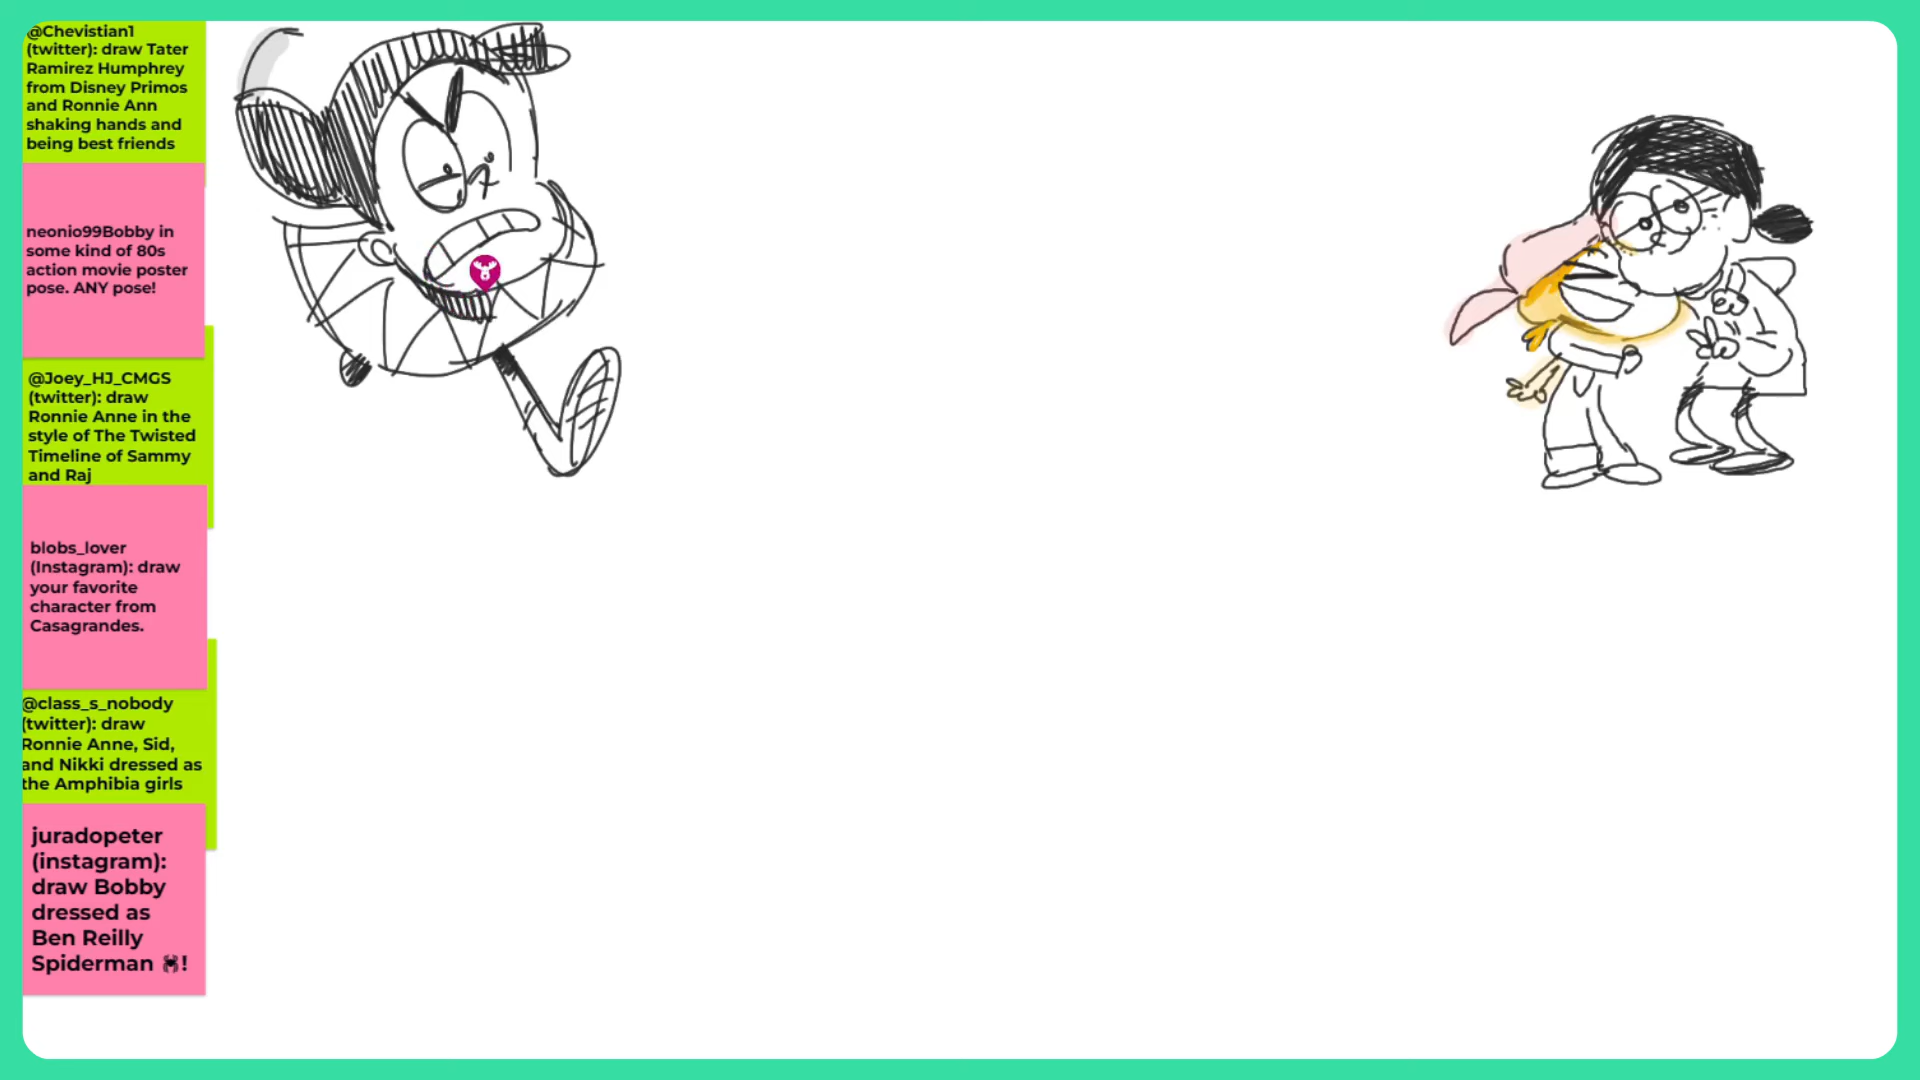 @Chevistian1
(twitter): draw Tater
Ramirez Humphrey
from Disney Primos
and Ronnie Ann
shaking hands and
being best friends
neonio99Bobby in
some kind of 80s
action movie poster
pose. ANY pose!
@Joey_HJ_CMGS
(twitter): draw
Ronnie Anne in the
style of The Twisted
Timeline of Sammy
and Raj
blobs_lover
(Instagram): draw
your favorite
character from
Casagrandes.
@class_s_nobody
(twitter): draw
Ronnie Anne, Sid,
and Nikki dressed as
the Amphibia girls
juradopeter
(instagram):
draw Bobby
dressed as
Ben Reilly
Spiderman 🕷!